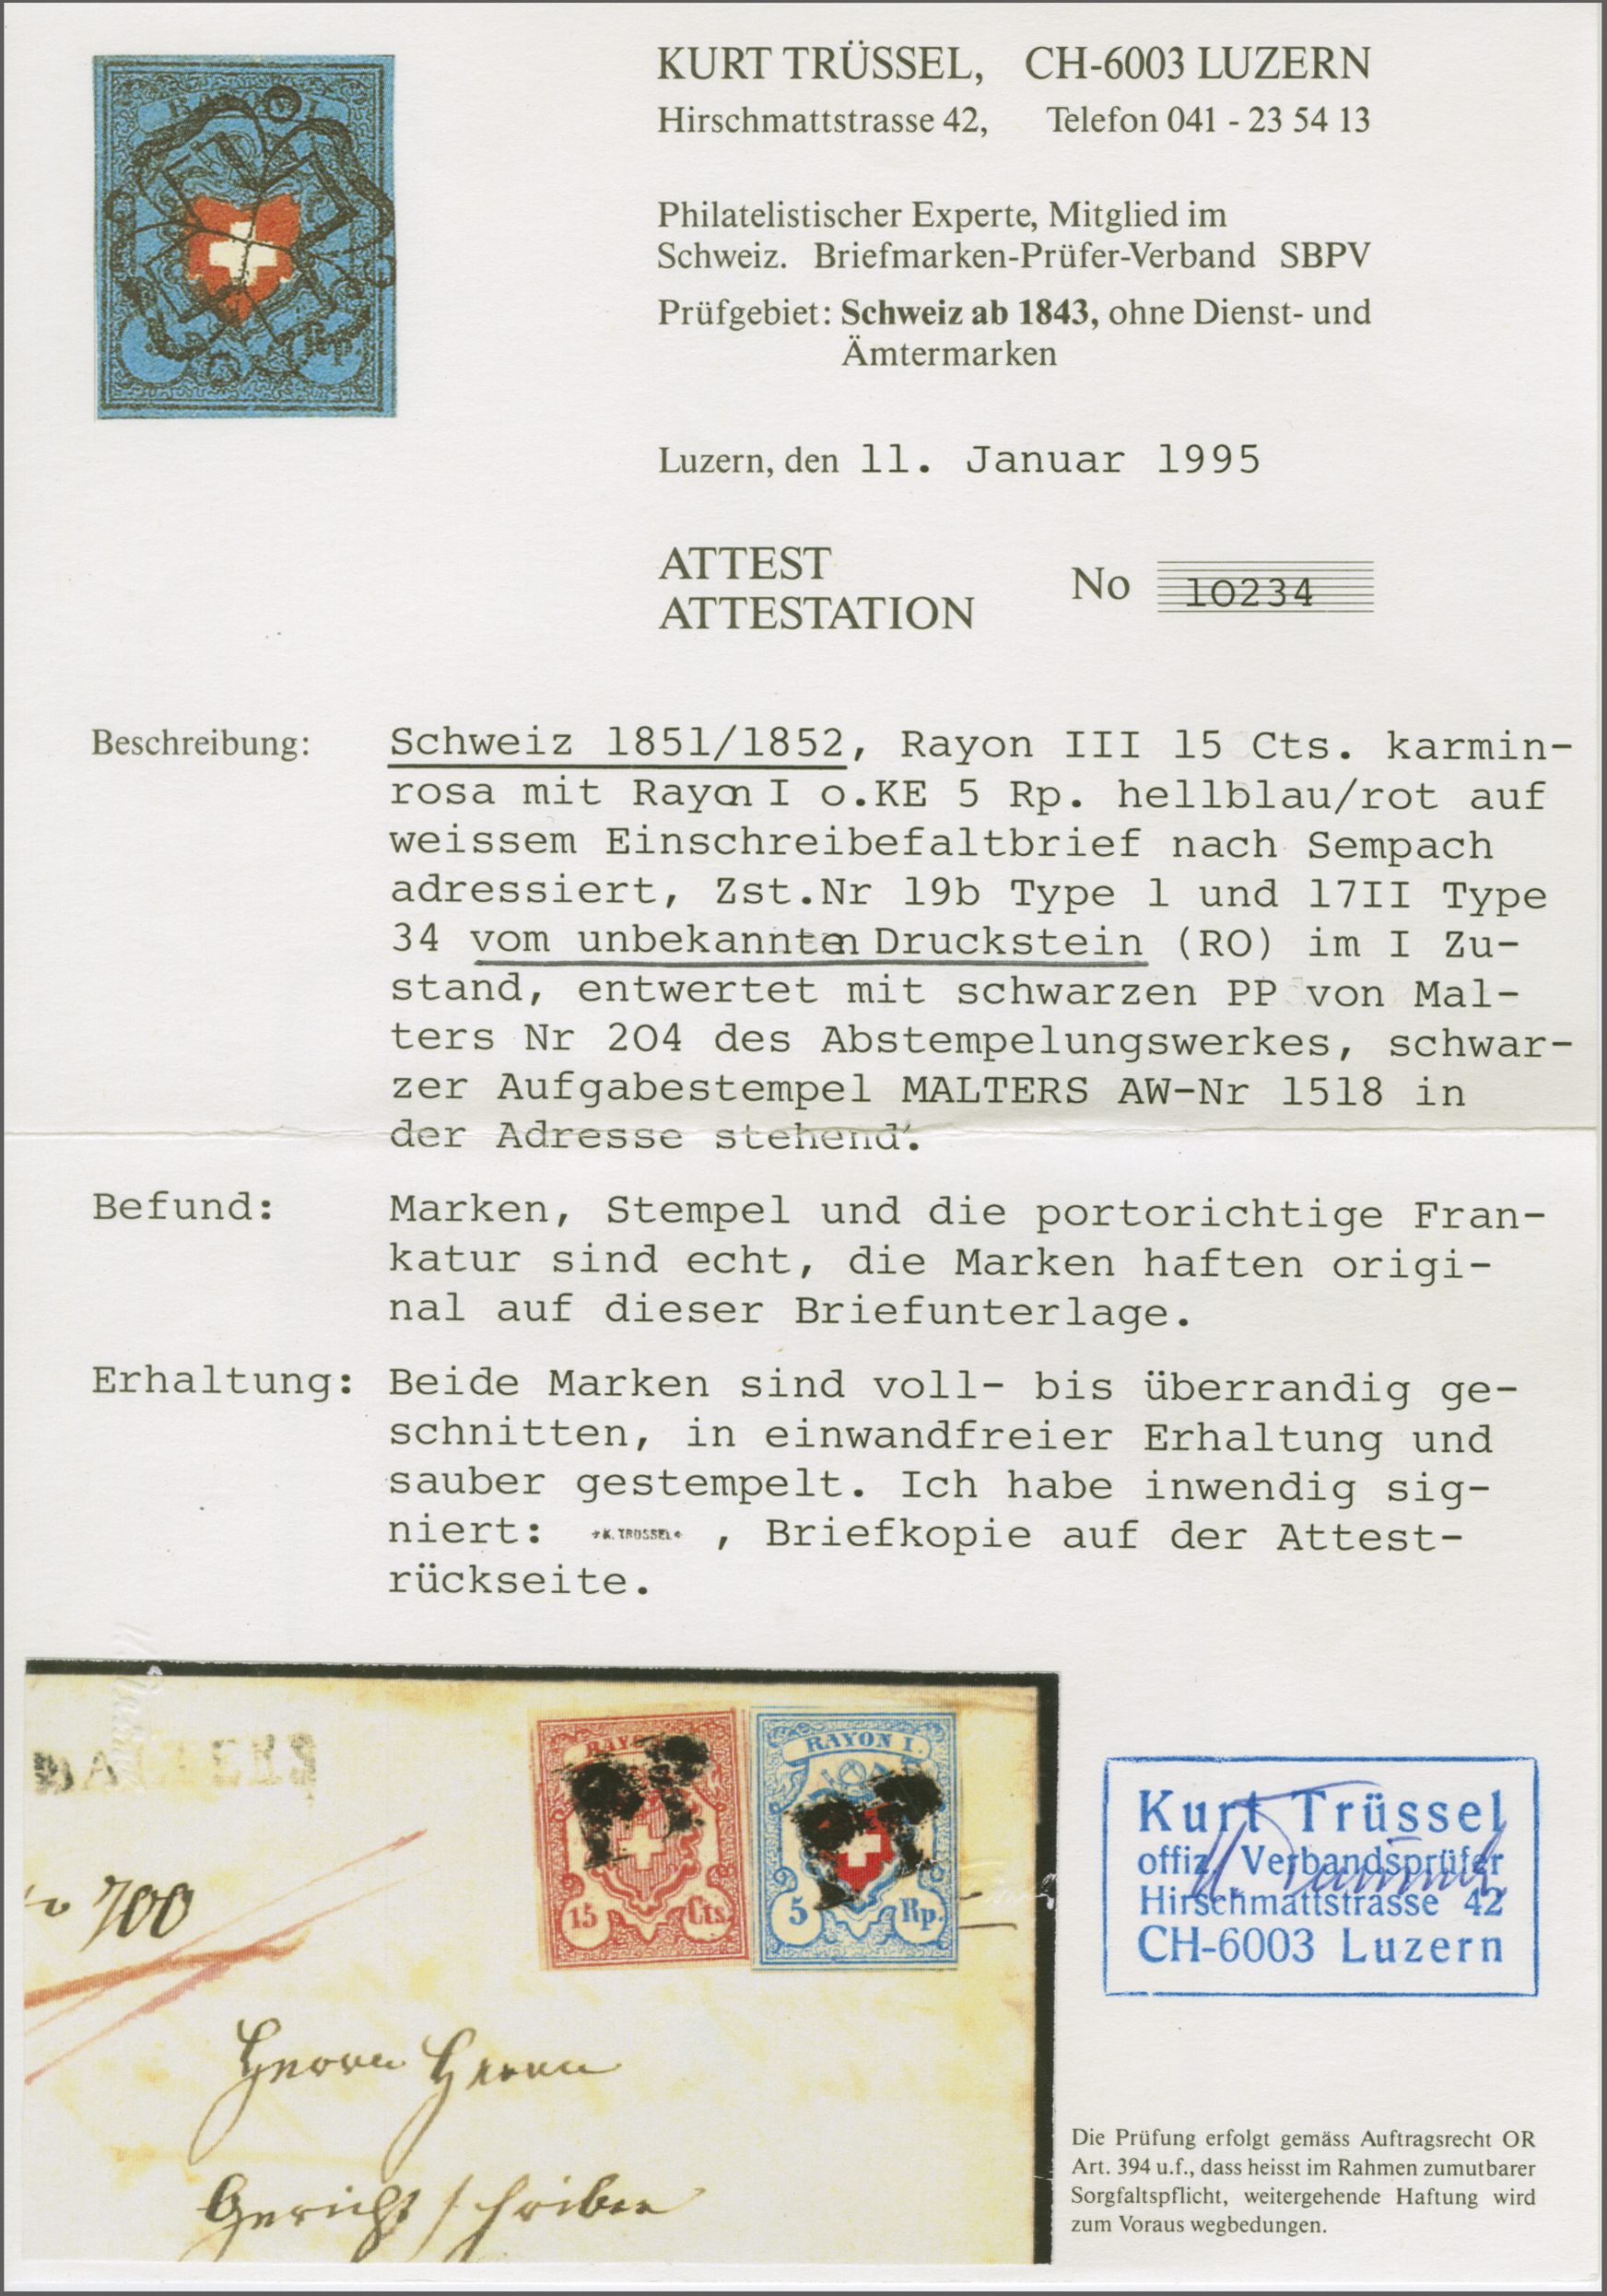 KURT TRÜSSEL, CH-6003 LUZERN
Hirschmattstrasse 42, Telefon 041 - 23 54 13
Philatelistischer Experte, Mitglied im
Schweiz. Briefmarken-Prüfer-Verband SBPV
Prüfgebiet: Schweiz ab 1843, ohne Dienst- und
Ämtermarken
Luzern, den 11. Januar 1995
ATTEST
ATTESTATION
No 10234
Beschreibung: Schweiz 1851/1852, Rayon III 15 Cts. karmin-
rosa mit Rayon I o.KE 5 Rp. hellblau/rot auf
weissem Einschreibefaltbrief nach Sempach
adressiert, Zst.Nr 19b Type 1 und 17II Type
34 vom unbekannten Druckstein (RO) im I Zu-
stand, entwertet mit schwarzen PP von Mal-
ters Nr 204 des Abstempelungswerkes, schwar-
zer Aufgabestempel MALTERS AW-Nr 1518 in
der Adresse stehend.
Befund: Marken, Stempel und die portorichtige Fran-
katur sind echt, die Marken haften origi-
nal auf dieser Briefunterlage.
Erhaltung: Beide Marken sind voll- bis überrandig ge-
schnitten, in einwandfreier Erhaltung und
sauber gestempelt. Ich habe inwendig sig-
niert: K. TRÜSSEL , Briefkopie auf der Attest-
rückseite.
RAYON I.
15 Cts.
5 Rp.
700
Herrn Herrn
Gerichtschreiber
Kurt Trüssel
offiz. Verbandsprüfer
Hirschmattstrasse 42
CH-6003 Luzern
Die Prüfung erfolgt gemäss Auftragsrecht OR
Art. 394 u.f., dass heisst im Rahmen zumutbarer
Sorgfaltspflicht, weitergehende Haftung wird
zum Voraus wegbedungen.